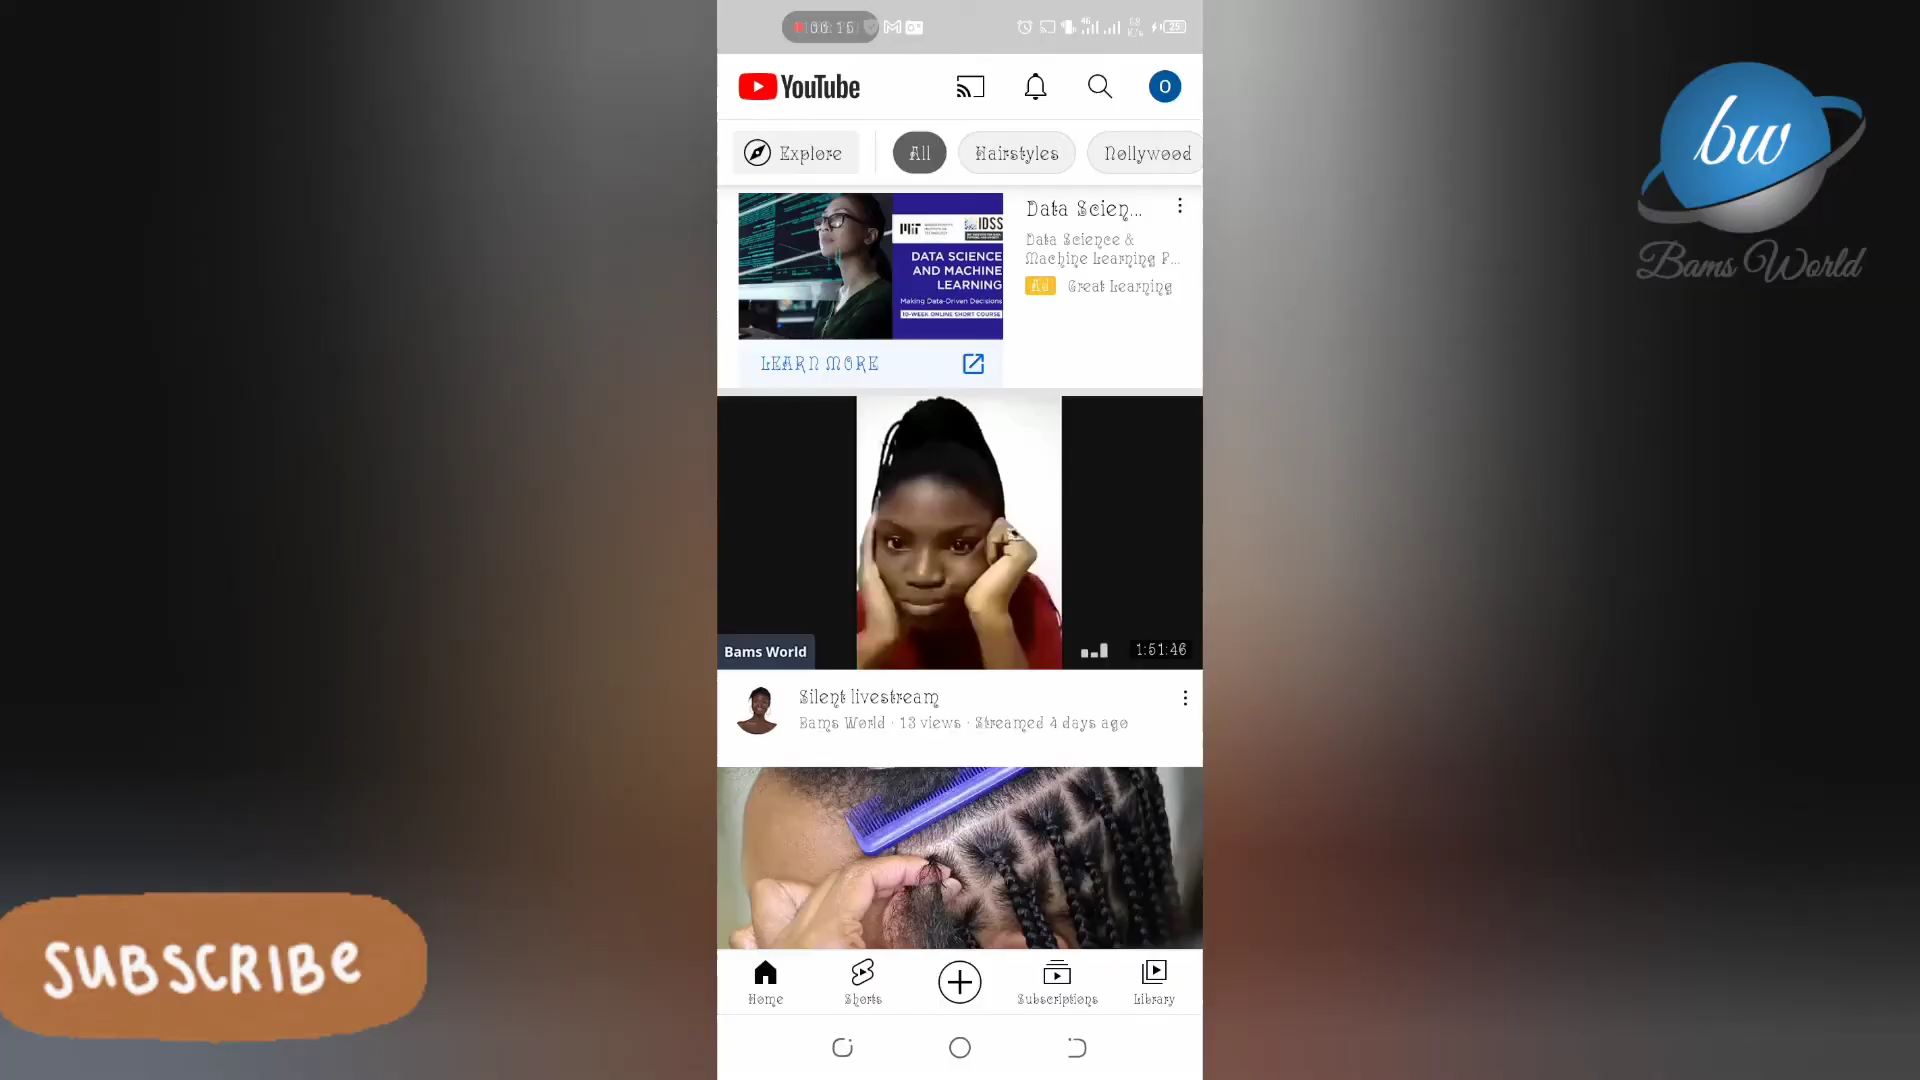 00:15
4G
25
YouTube
O
Explore
All
Hairstyles
Nollywood
MIT
IDSS
DATA SCIENCE
AND MACHINE
LEARNING
Making Data-Driven Decisions
10-WEEK ONLINE SHORT COURSE
Data Scien...
Data Science &
Machine Learning F...
Ad Great Learning
LEARN MORE
Bams World
1:51:46
Silent livestream
Bams World · 13 views · Streamed 4 days ago
Home
Shorts
Subscriptions
Library
bw
Bams World
SUBSCRIBe